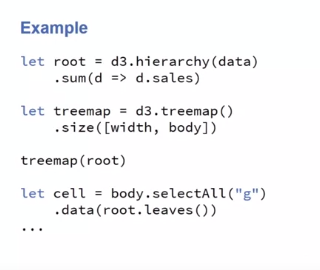 Example
let root = d3.hierarchy(data)
.sum(d => d.sales)
let treemap = d3.treemap()
.size([width, body])
treemap(root)
let cell = body.selectAll("g")
.data(root.leaves())
...